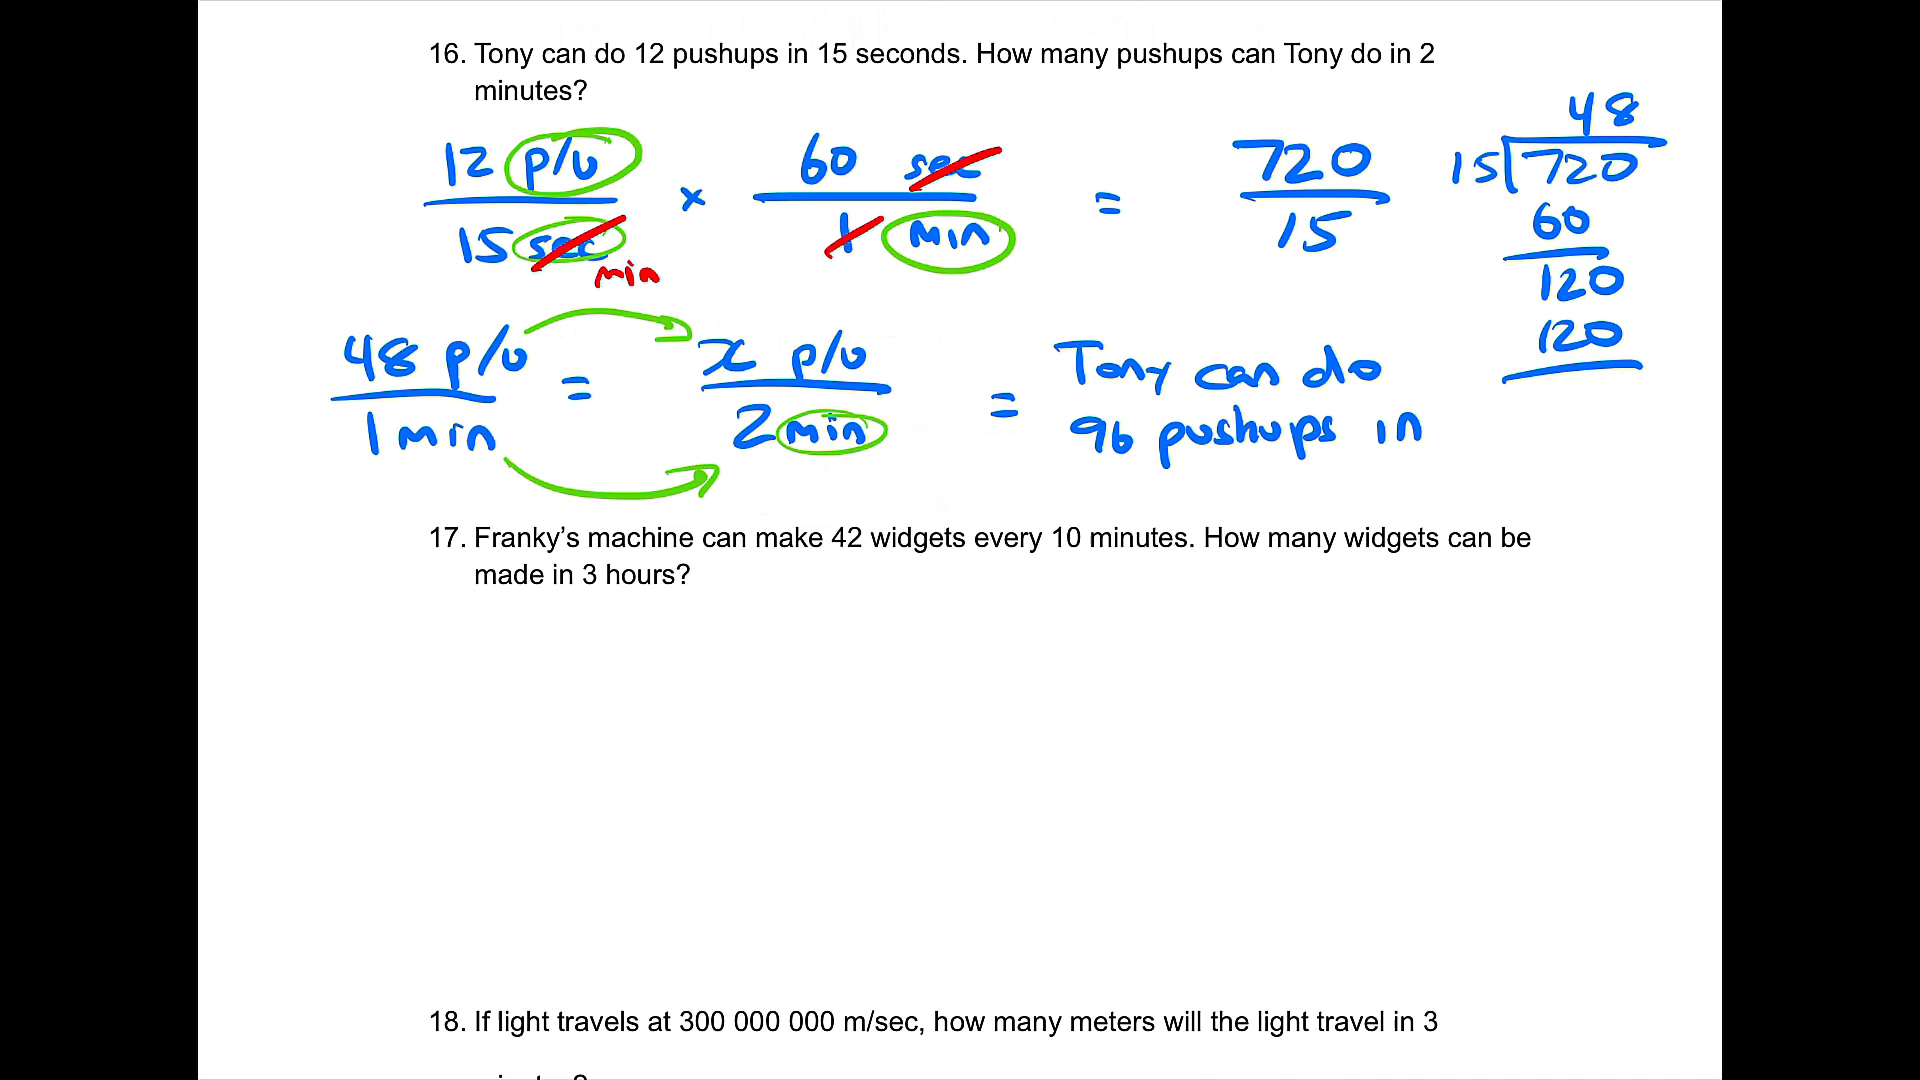 16. Tony can do 12 pushups in 15 seconds. How many pushups can Tony do in 2
minutes?
12 p/u / 15 sec min × 60 sec / 1 min = 720 / 15
48
15 720
60
120
120
48 p/u / 1 min = x p/u / 2 min = Tony can do
96 pushups in
17. Franky’s machine can make 42 widgets every 10 minutes. How many widgets can be
made in 3 hours?
18. If light travels at 300 000 000 m/sec, how many meters will the light travel in 3